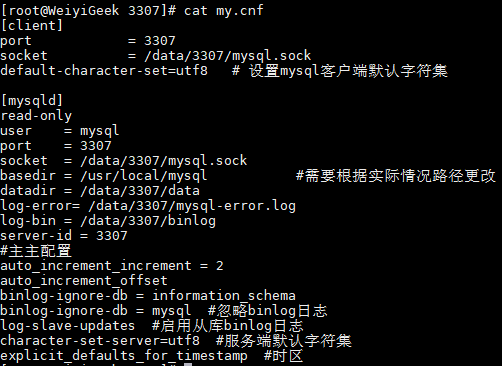 [root@WeiyiGeek 3307]# cat my.cnf
[client]
port            = 3307
socket          = /data/3307/mysql.sock
default-character-set=utf8   # 设置mysql客户端默认字符集
[mysqld]
read-only
user    = mysql
port    = 3307
socket  = /data/3307/mysql.sock
basedir = /usr/local/mysql           #需要根据实际情况路径更改
datadir = /data/3307/data
log-error= /data/3307/mysql-error.log
log-bin = /data/3307/binlog
server-id = 3307
#主主配置
auto_increment_increment = 2
auto_increment_offset
binlog-ignore-db = information_schema
binlog-ignore-db = mysql  #忽略binlog日志
log-slave-updates  #启用从库binlog日志
character-set-server=utf8  #服务端默认字符集
explicit_defaults_for_timestamp  #时区